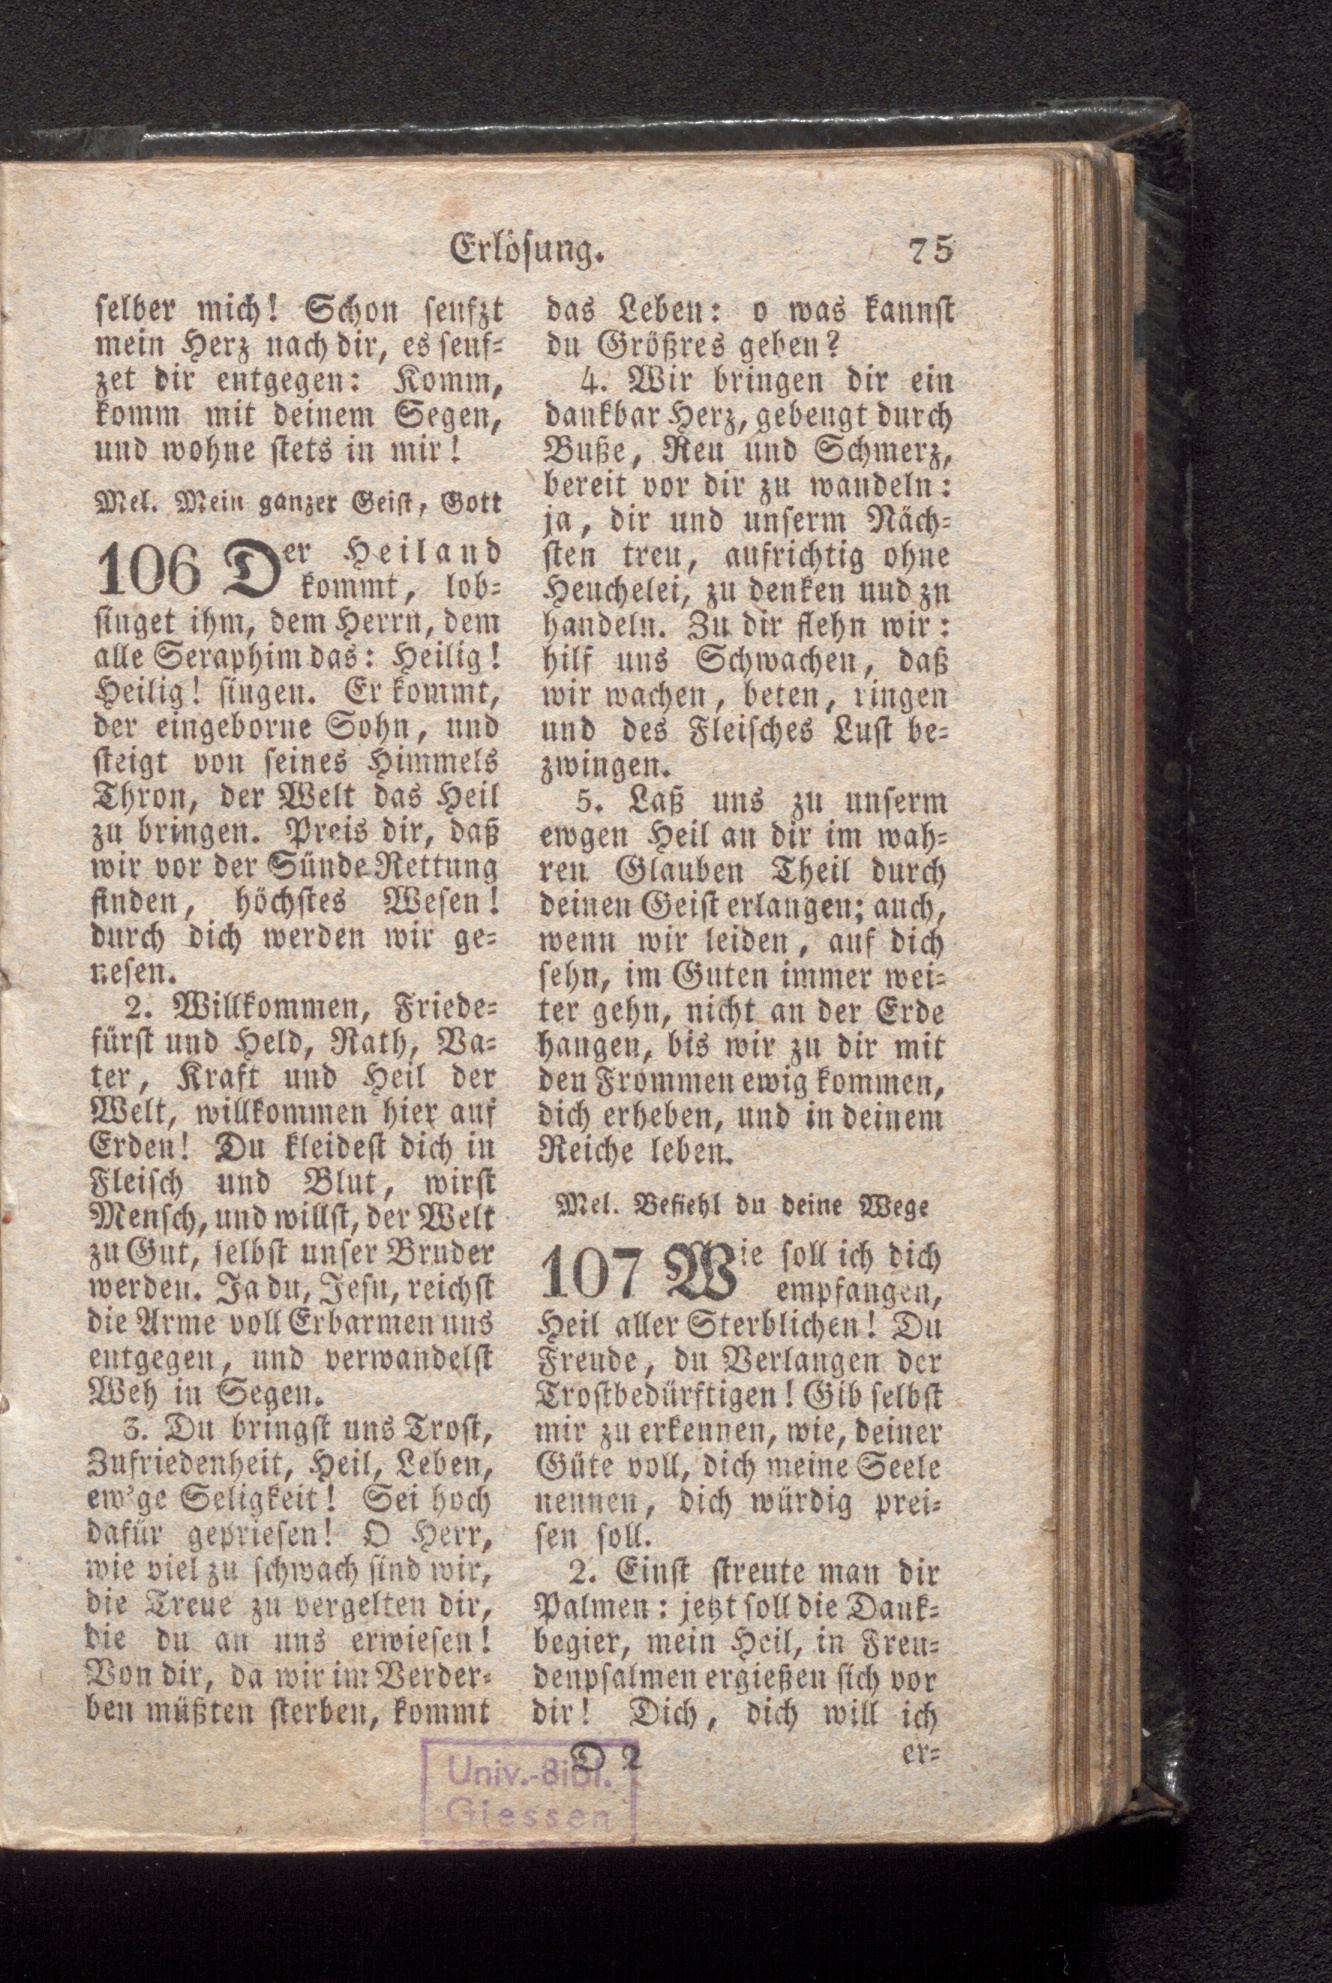 Erlösung. 75
selber mich! Schon seufzt
mein Herz nach dir, es seuf-
zet dir entgegen: Komm,
komm mit deinem Segen,
und wohne stets in mir!
Mel. Mein ganzer Geist, Gott
106 Der Heiland
kommt, lob-
singet ihm, dem Herrn, dem
alle Seraphim das: Heilig!
Heilig! singen. Er kommt,
der eingeborne Sohn, und
steigt von seines Himmels
Thron, der Welt das Heil
zu bringen. Preis dir, daß
wir vor der Sünde Rettung
finden, höchstes Wesen!
durch dich werden wir ge-
nesen.
2. Willkommen, Friede-
fürst und Held, Rath, Va-
ter, Kraft und Heil der
Welt, willkommen hier auf
Erden! Du kleidest dich in
Fleisch und Blut, wirst
Mensch, und willst, der Welt
zu Gut, selbst unser Bruder
werden. Ja du, Jesu, reichst
die Arme voll Erbarmen uns
entgegen, und verwandelst
Weh in Segen.
3. Du bringst uns Trost,
Zufriedenheit, Heil, Leben,
ew'ge Seligkeit! Sei hoch
dafür gepriesen! O Herr,
wie viel zu schwach sind wir,
die Treue zu vergelten dir,
die du an uns erwiesen!
Von dir, da wir im Verder-
ben müßten sterben, kommt
das Leben: o was kannst
du Größres geben?
4. Wir bringen dir ein
dankbar Herz, gebeugt durch
Buße, Reu und Schmerz,
bereit vor dir zu wandeln:
ja, dir und unserm Näch-
sten treu, aufrichtig ohne
Heuchelei, zu denken und zu
handeln. Zu dir flehn wir:
hilf uns Schwachen, daß
wir wachen, beten, ringen
und des Fleisches Lust be-
zwingen.
5. Laß uns zu unserm
ewgen Heil an dir im wah-
ren Glauben Theil durch
deinen Geist erlangen; auch,
wenn wir leiden, auf dich
sehn, im Guten immer wei-
ter gehn, nicht an der Erde
hangen, bis wir zu dir mit
den Frommen ewig kommen,
dich erheben, und in deinem
Reiche leben.
Mel. Befiehl du deine Wege
107 Wie soll ich dich
empfangen,
Heil aller Sterblichen! Du
Freude, du Verlangen der
Trostbedürftigen! Gib selbst
mir zu erkennen, wie, deiner
Güte voll, dich meine Seele
nennen, dich würdig prei-
sen soll.
2. Einst streute man dir
Palmen: jetzt soll die Dank-
begier, mein Heil, in Freu-
denpsalmen ergießen sich vor
dir! Dich, dich will ich
D 2 er-
Univ.-Bibl.
Giessen